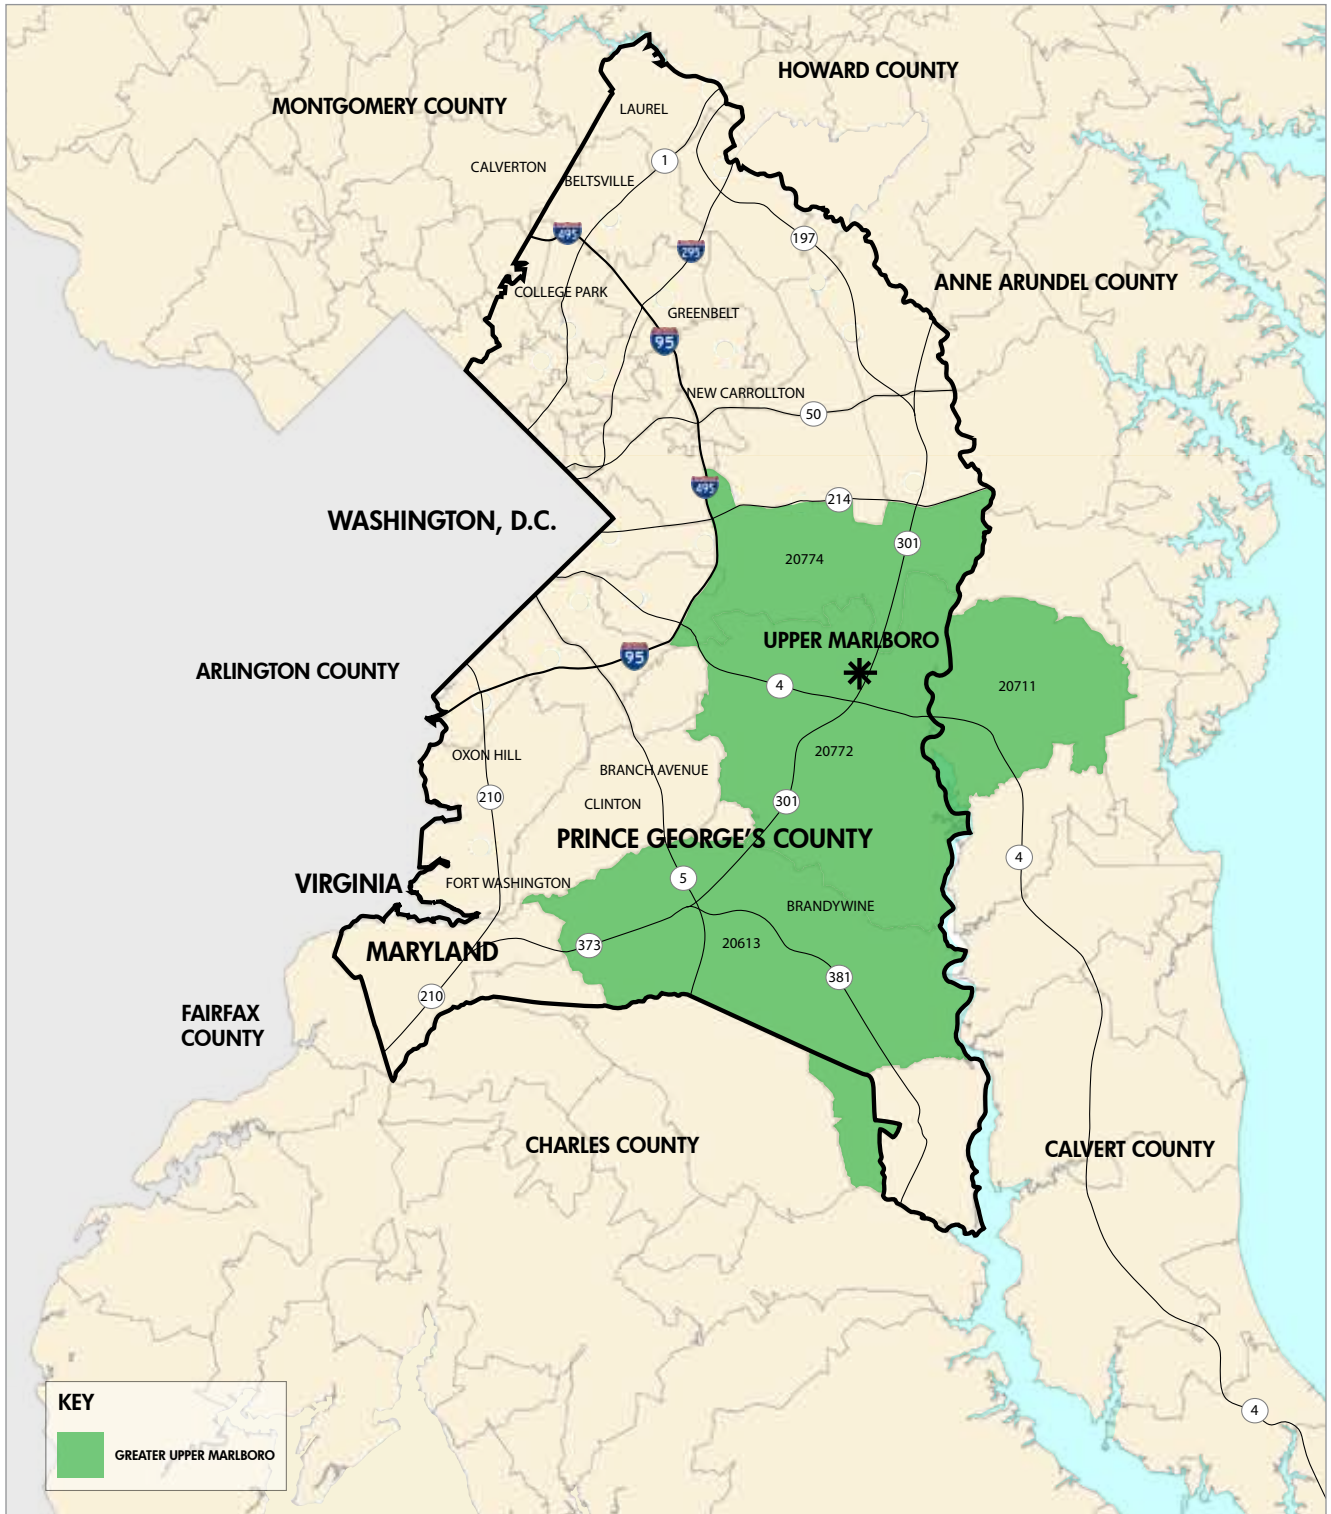 HOWARD COUNTY
MONTGOMERY COUNTY
LAUREL
1
CALVERTON
BELTSVILLE
495
197
295
ANNE ARUNDEL COUNTY
COLLEGE PARK
GREENBELT
95
NEW CARROLLTON
50
495
214
WASHINGTON, D.C.
301
20774
UPPER MARLBORO
95
ARLINGTON COUNTY
4
20711
20772
OXON HILL
BRANCH AVENUE
210
301
CLINTON
PRINCE GEORGE'S COUNTY
4
5
VIRGINIA
FORT WASHINGTON
BRANDYWINE
373
20613
MARYLAND
381
210
FAIRFAX
COUNTY
CHARLES COUNTY
CALVERT COUNTY
4
KEY
GREATER UPPER MARLBORO